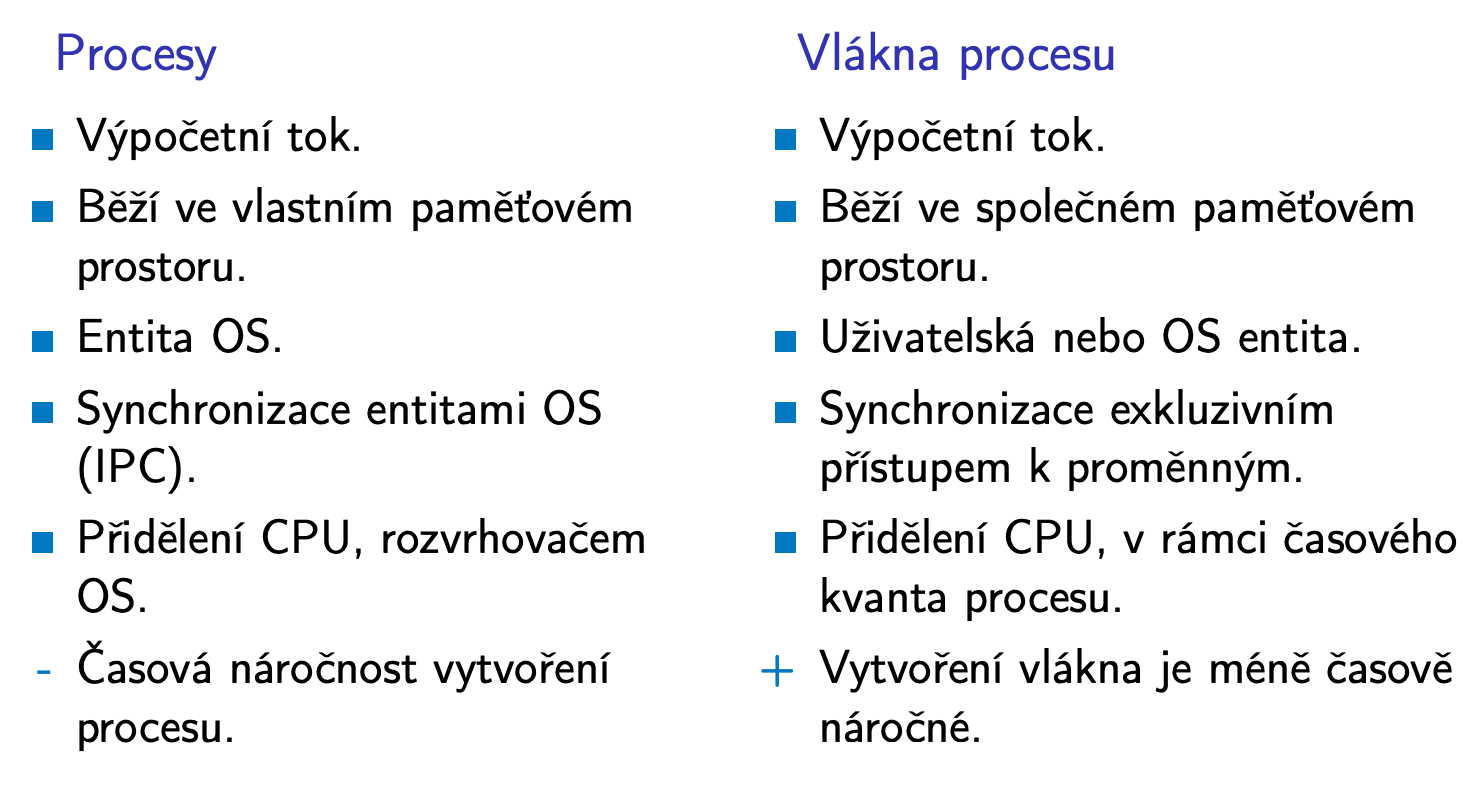 Procesy
■ Výpočetní tok.
■ Běží ve vlastním paměťovém
prostoru.
■ Entita OS.
■ Synchronizace entitami OS
(IPC).
■ Přidělení CPU, rozvrhovačem
OS.
- Časová náročnost vytvoření
procesu.
Vlákna procesu
■ Výpočetní tok.
■ Běží ve společném paměťovém
prostoru.
■ Uživatelská nebo OS entita.
■ Synchronizace exkluzivním
přístupem k proměnným.
■ Přidělení CPU, v rámci časového
kvanta procesu.
+ Vytvoření vlákna je méně časově
náročné.